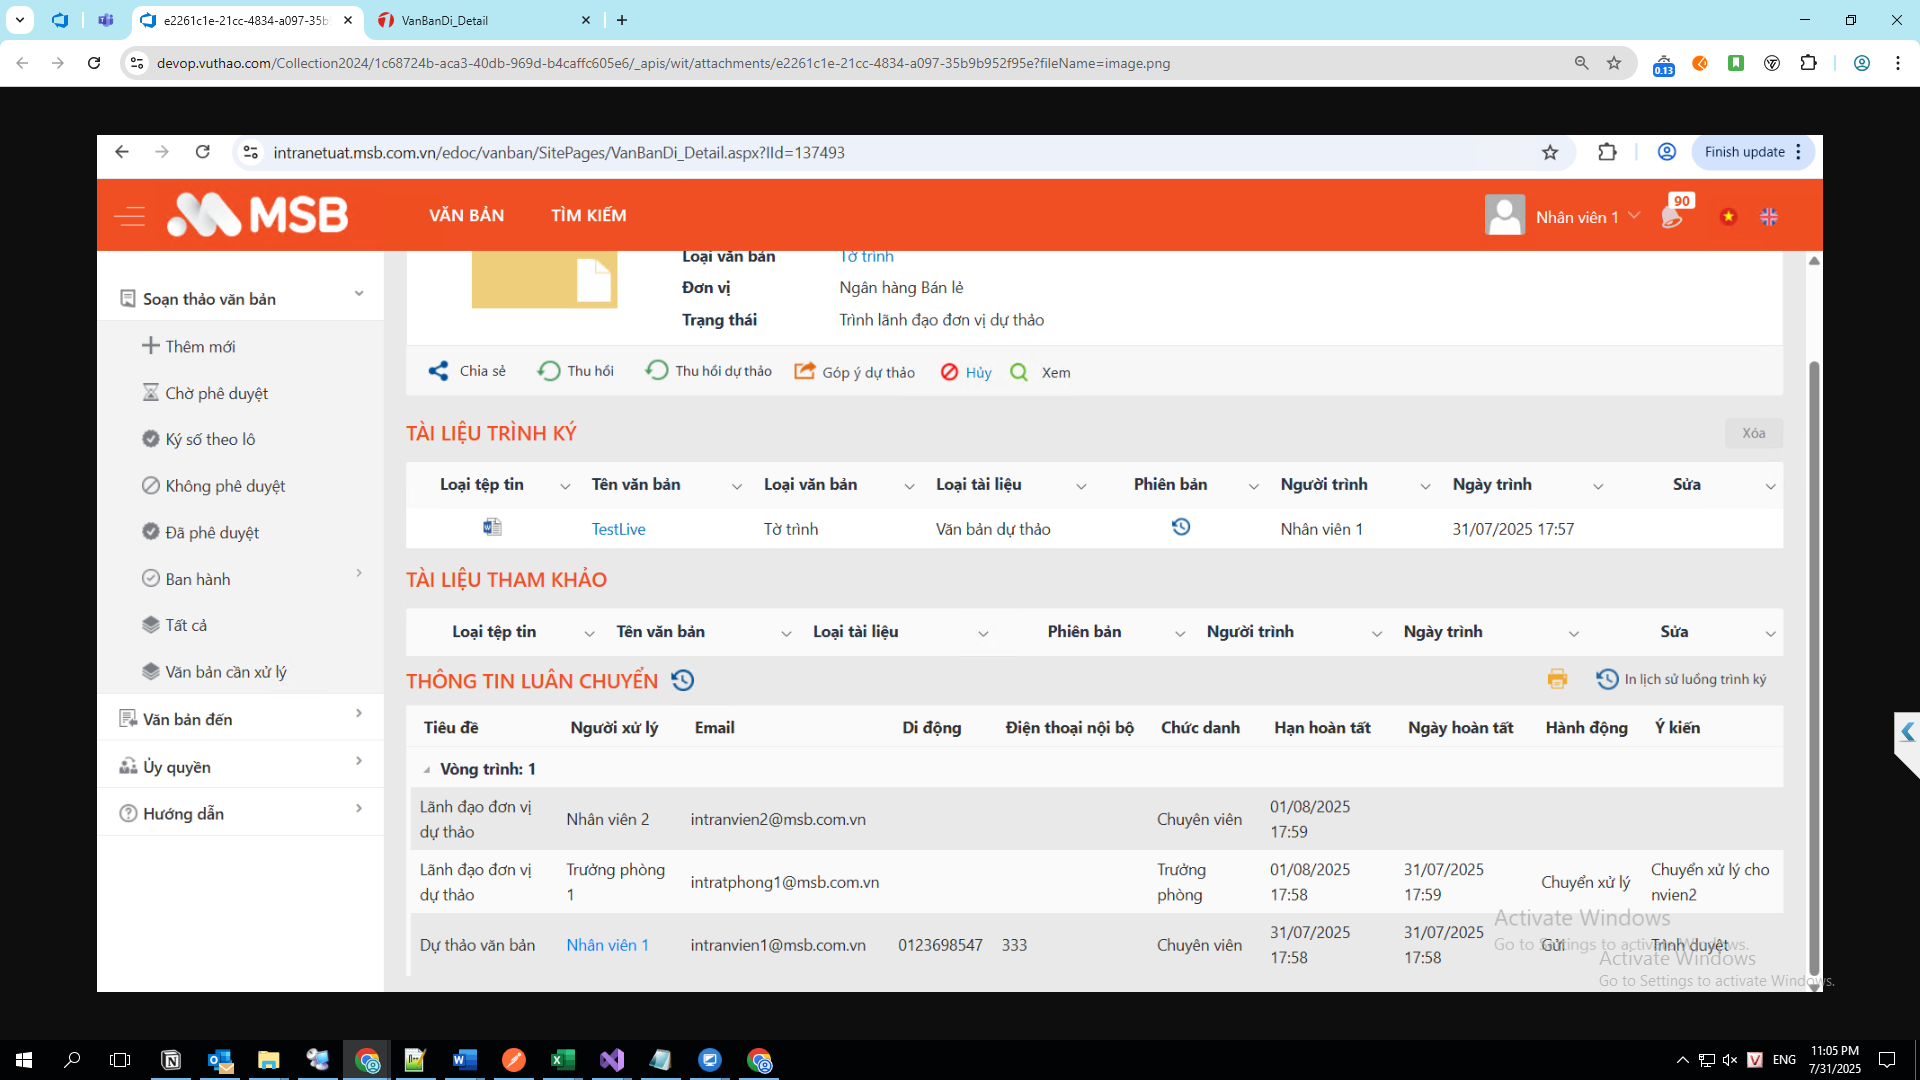 e2261c1e-21cc-4834-a097-35b9
VanBanDi_Detail
devop.vuthao.com/Collection2024/1c68724b-aca3-40db-969d-b4caffc605e6/_apis/wit/attachments/e2261c1e-21cc-4834-a097-35b9b952f95e?fileName=image.png
0.13
intranetuat.msb.com.vn/edoc/vanban/SitePages/VanBanDi_Detail.aspx?IId=137493
Finish update
MSB
VĂN BẢN
TÌM KIẾM
Nhân viên 1
90
Soạn thảo văn bản
Thêm mới
Chờ phê duyệt
Ký số theo lô
Không phê duyệt
Đã phê duyệt
Ban hành
Tất cả
Văn bản cần xử lý
Văn bản đến
Ủy quyền
Hướng dẫn
Loại văn bản Tờ trình
Đơn vị Ngân hàng Bán lẻ
Trạng thái Trình lãnh đạo đơn vị dự thảo
Chia sẻ Thu hồi Thu hồi dự thảo Góp ý dự thảo Hủy Xem
TÀI LIỆU TRÌNH KÝ
Xóa
Loại tệp tin Tên văn bản Loại văn bản Loại tài liệu Phiên bản Người trình Ngày trình Sửa
TestLive Tờ trình Văn bản dự thảo Nhân viên 1 31/07/2025 17:57
TÀI LIỆU THAM KHẢO
Loại tệp tin Tên văn bản Loại tài liệu Phiên bản Người trình Ngày trình Sửa
THÔNG TIN LUÂN CHUYỂN
In lịch sử luồng trình ký
Tiêu đề Người xử lý Email Di động Điện thoại nội bộ Chức danh Hạn hoàn tất Ngày hoàn tất Hành động Ý kiến
Vòng trình: 1
Lãnh đạo đơn vị dự thảo Nhân viên 2 intranvien2@msb.com.vn Chuyên viên 01/08/2025 17:59
Lãnh đạo đơn vị dự thảo Trưởng phòng 1 intratphong1@msb.com.vn Trưởng phòng 01/08/2025 17:58 31/07/2025 17:59 Chuyển xử lý Chuyển xử lý cho nvien2
Dự thảo văn bản Nhân viên 1 intranvien1@msb.com.vn 0123698547 333 Chuyên viên 31/07/2025 17:58 31/07/2025 17:58 Gửi Trình duyệt
Activate Windows
Go to Settings to activate Windows.
Activate Windows
Go to Settings to activate Windows.
ENG
11:05 PM
7/31/2025